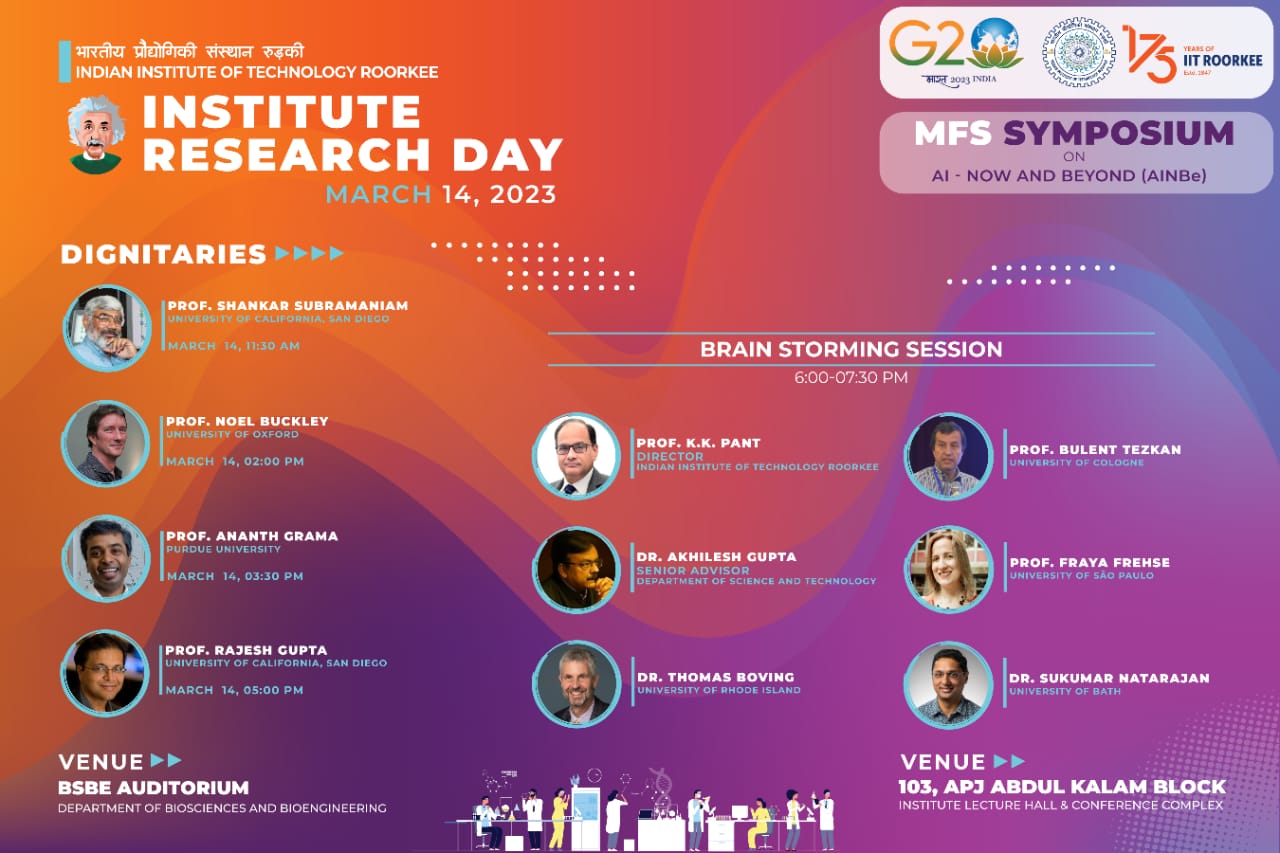 भारतीय प्रौद्योगिकी संस्थान रुड़की
INDIAN INSTITUTE OF TECHNOLOGY ROORKEE
INSTITUTE
RESEARCH DAY
MARCH 14, 2023
G20
भारत 2023 INDIA
175
YEARS OF
IIT ROORKEE
Estd. 1847
MFS SYMPOSIUM
ON
AI - NOW AND BEYOND (AINBe)
DIGNITARIES
PROF. SHANKAR SUBRAMANIAM
UNIVERSITY OF CALIFORNIA, SAN DIEGO
MARCH 14, 11:30 AM
PROF. NOEL BUCKLEY
UNIVERSITY OF OXFORD
MARCH 14, 02:00 PM
PROF. ANANTH GRAMA
PURDUE UNIVERSITY
MARCH 14, 03:30 PM
PROF. RAJESH GUPTA
UNIVERSITY OF CALIFORNIA, SAN DIEGO
MARCH 14, 05:00 PM
VENUE
BSBE AUDITORIUM
DEPARTMENT OF BIOSCIENCES AND BIOENGINEERING
BRAIN STORMING SESSION
6:00-07:30 PM
PROF. K.K. PANT
DIRECTOR
INDIAN INSTITUTE OF TECHNOLOGY ROORKEE
DR. AKHILESH GUPTA
SENIOR ADVISOR
DEPARTMENT OF SCIENCE AND TECHNOLOGY
DR. THOMAS BOVING
UNIVERSITY OF RHODE ISLAND
PROF. BULENT TEZKAN
UNIVERSITY OF COLOGNE
PROF. FRAYA FREHSE
UNIVERSITY OF SÃO PAULO
DR. SUKUMAR NATARAJAN
UNIVERSITY OF BATH
VENUE
103, APJ ABDUL KALAM BLOCK
INSTITUTE LECTURE HALL & CONFERENCE COMPLEX